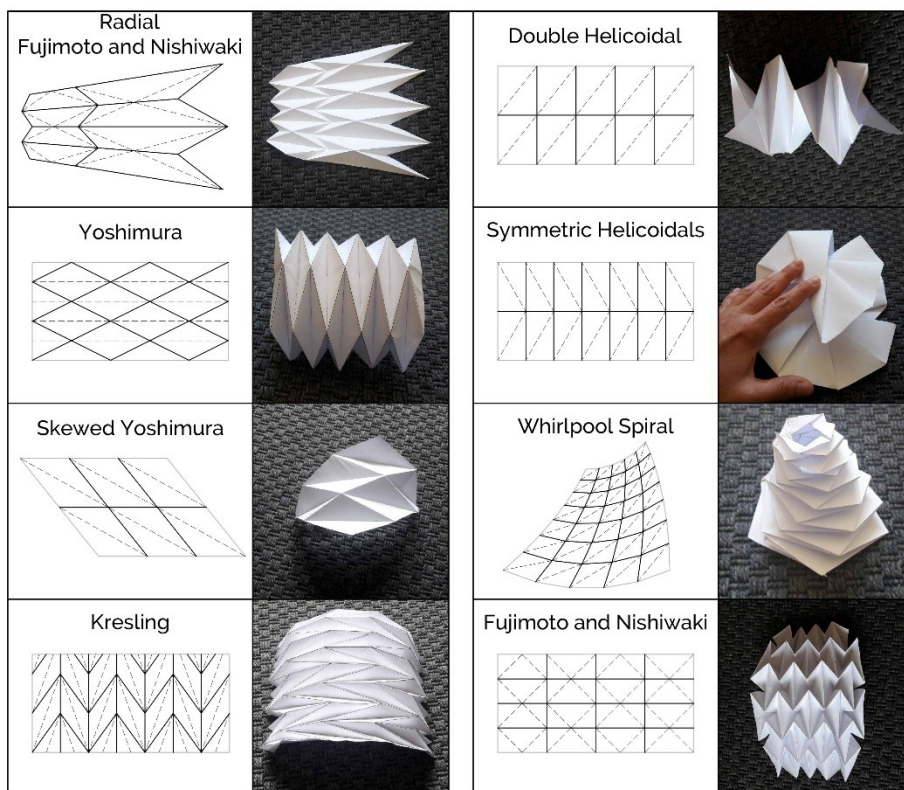 Radial
Fujimoto and Nishiwaki
Double Helicoidal
Yoshimura
Symmetric Helicoidals
Skewed Yoshimura
Whirlpool Spiral
Kresling
Fujimoto and Nishiwaki